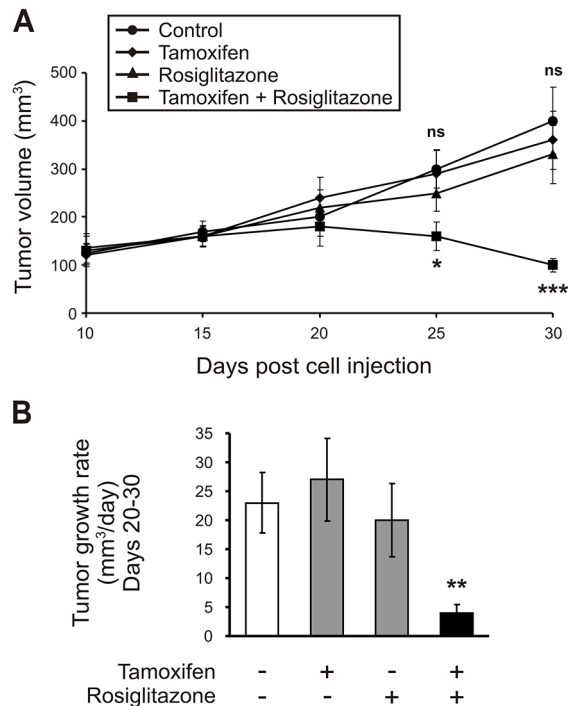 A
Control
Tamoxifen
Rosiglitazone
Tamoxifen + Rosiglitazone
Tumor volume (mm³)
500
400
300
200
100
0
ns
ns
*
***
10 15 20 25 30
Days post cell injection
B
Tumor growth rate
(mm³/day)
Days 20-30
35
30
25
20
15
10
5
0
**
Tamoxifen - + - +
Rosiglitazone - - + +